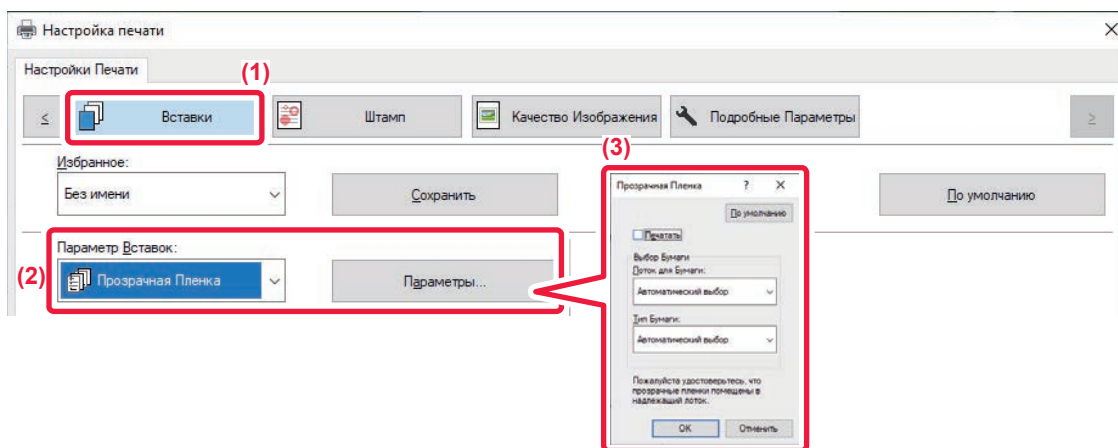 Настройка печати
Настройки Печати
(1)
Вставки
Штамп
Качество Изображения
Подробные Параметры
Избранное:
Без имени
Сохранить
По умолчанию
(2)
Параметр Вставок:
Прозрачная Пленка
Параметры...
(3)
Прозрачная Пленка ?
По умолчанию
Печатать
Выбор Бумаги
Лоток для Бумаги:
Автоматический выбор
Тип Бумаги:
Автоматический выбор
Пожалуйста удостоверьтесь, что
прозрачные пленки помещены в
надлежащий лоток.
OK
Отменить